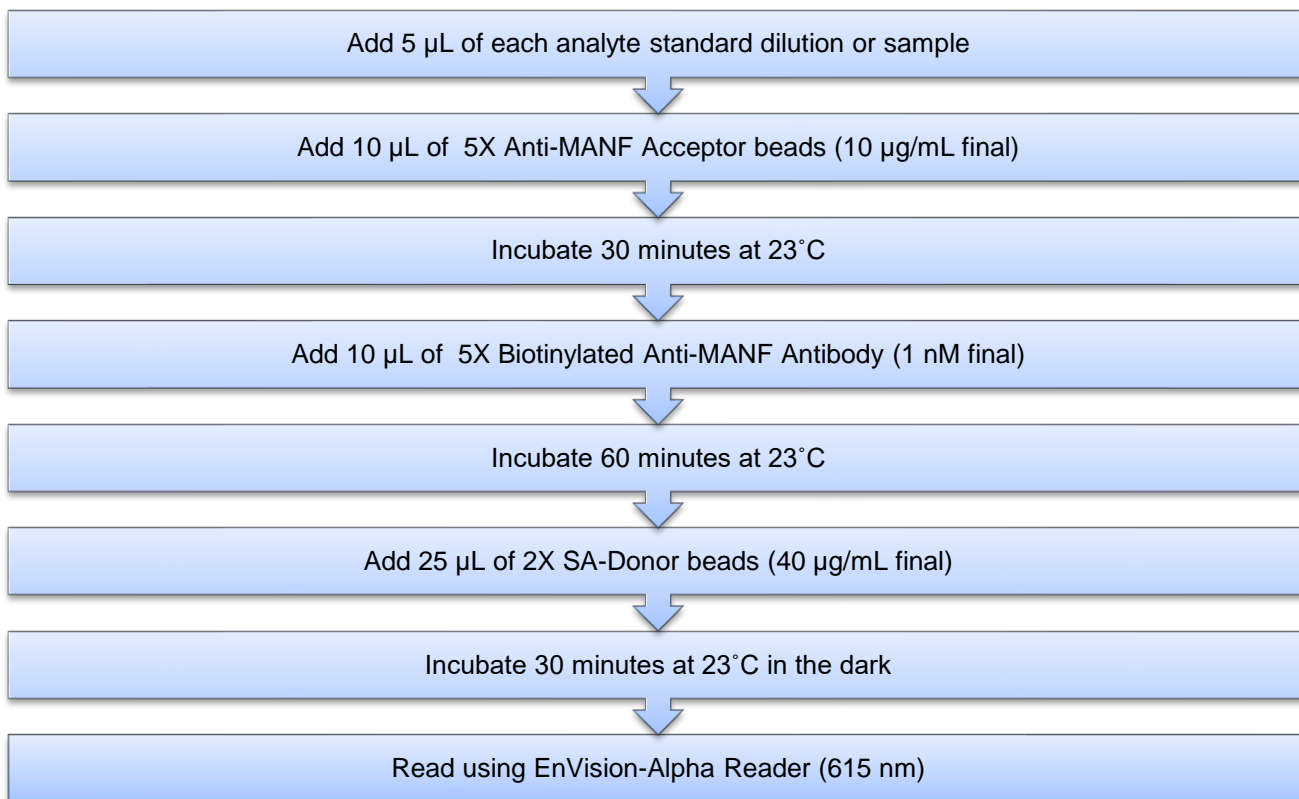 Add 5 µL of each analyte standard dilution or sample
Add 10 µL of  5X Anti-MANF Acceptor beads (10 µg/mL final)
Incubate 30 minutes at 23˚C
Add 10 µL of  5X Biotinylated Anti-MANF Antibody (1 nM final)
Incubate 60 minutes at 23˚C
Add 25 µL of 2X SA-Donor beads (40 µg/mL final)
Incubate 30 minutes at 23˚C in the dark
Read using EnVision-Alpha Reader (615 nm)